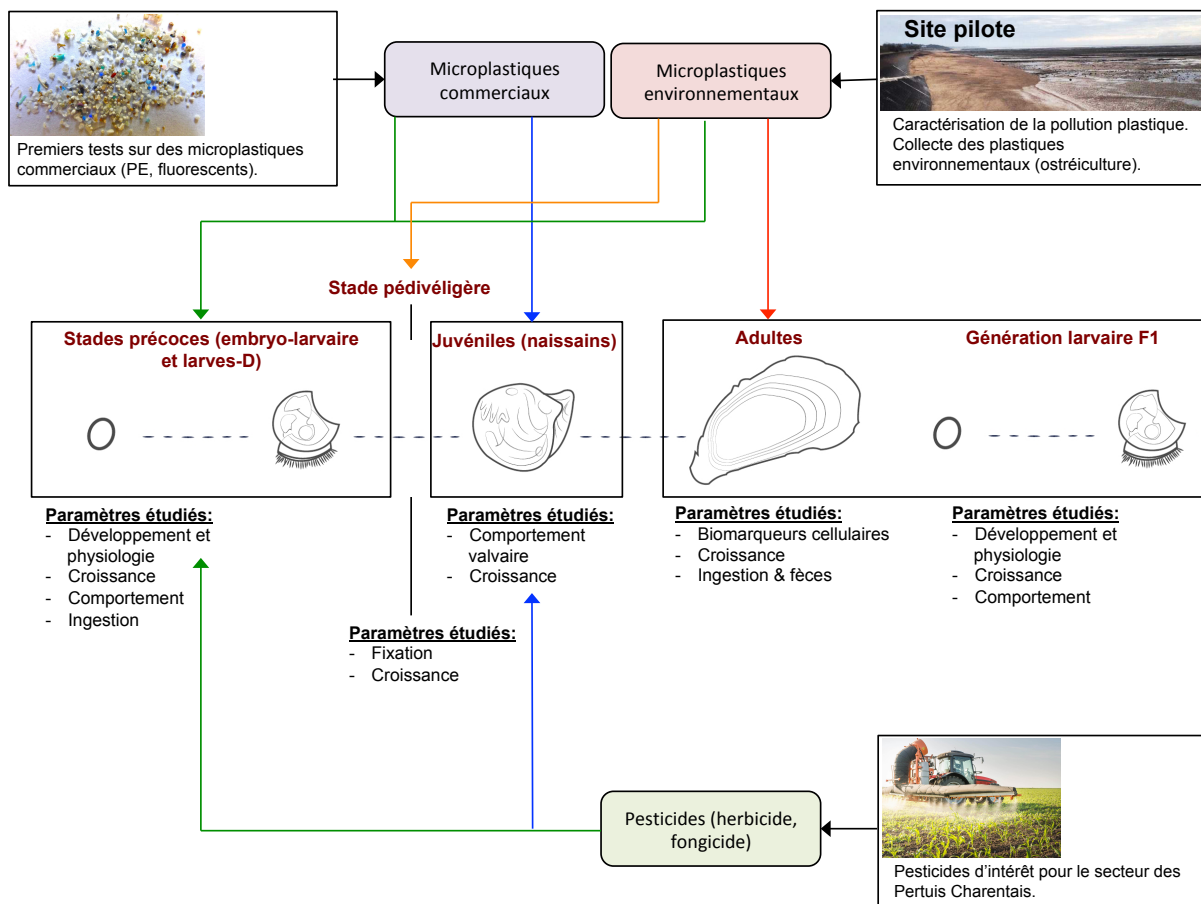 Microplastiques
commerciaux
Microplastiques
environnementaux
Site pilote
Premiers tests sur des microplastiques
commerciaux (PE, fluorescents).
Caractérisation de la pollution plastique.
Collecte des plastiques
environnementaux (ostréiculture).
Stade pédivéligère
Stades précoces (embryo-larvaire
et larves-D)
Juvéniles (naissains)
Adultes
Génération larvaire F1
Paramètres étudiés:
- Développement et
physiologie
- Croissance
- Comportement
- Ingestion
Paramètres étudiés:
- Fixation
- Croissance
Paramètres étudiés:
- Comportement
valvaire
- Croissance
Paramètres étudiés:
- Biomarqueurs cellulaires
- Croissance
- Ingestion & fèces
Paramètres étudiés:
- Développement et
physiologie
- Croissance
- Comportement
Pesticides (herbicide,
fongicide)
Pesticides d'intérêt pour le secteur des
Pertuis Charentais.